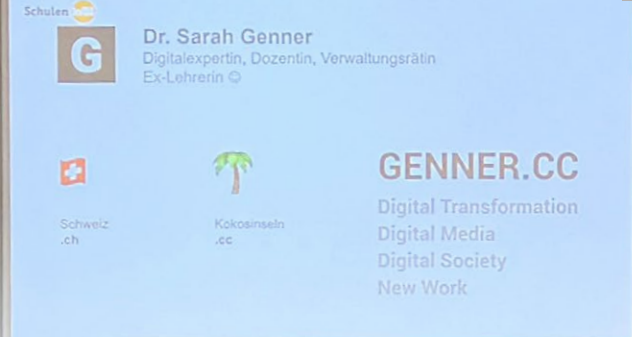 Schulen
G
Dr. Sarah Genner
Digitalexpertin, Dozentin, Verwaltungsrätin
Ex-Lehrerin ☺
GENNER.CC
Digital Transformation
Digital Media
Digital Society
New Work
Schweiz
.ch
Kokosinseln
.cc